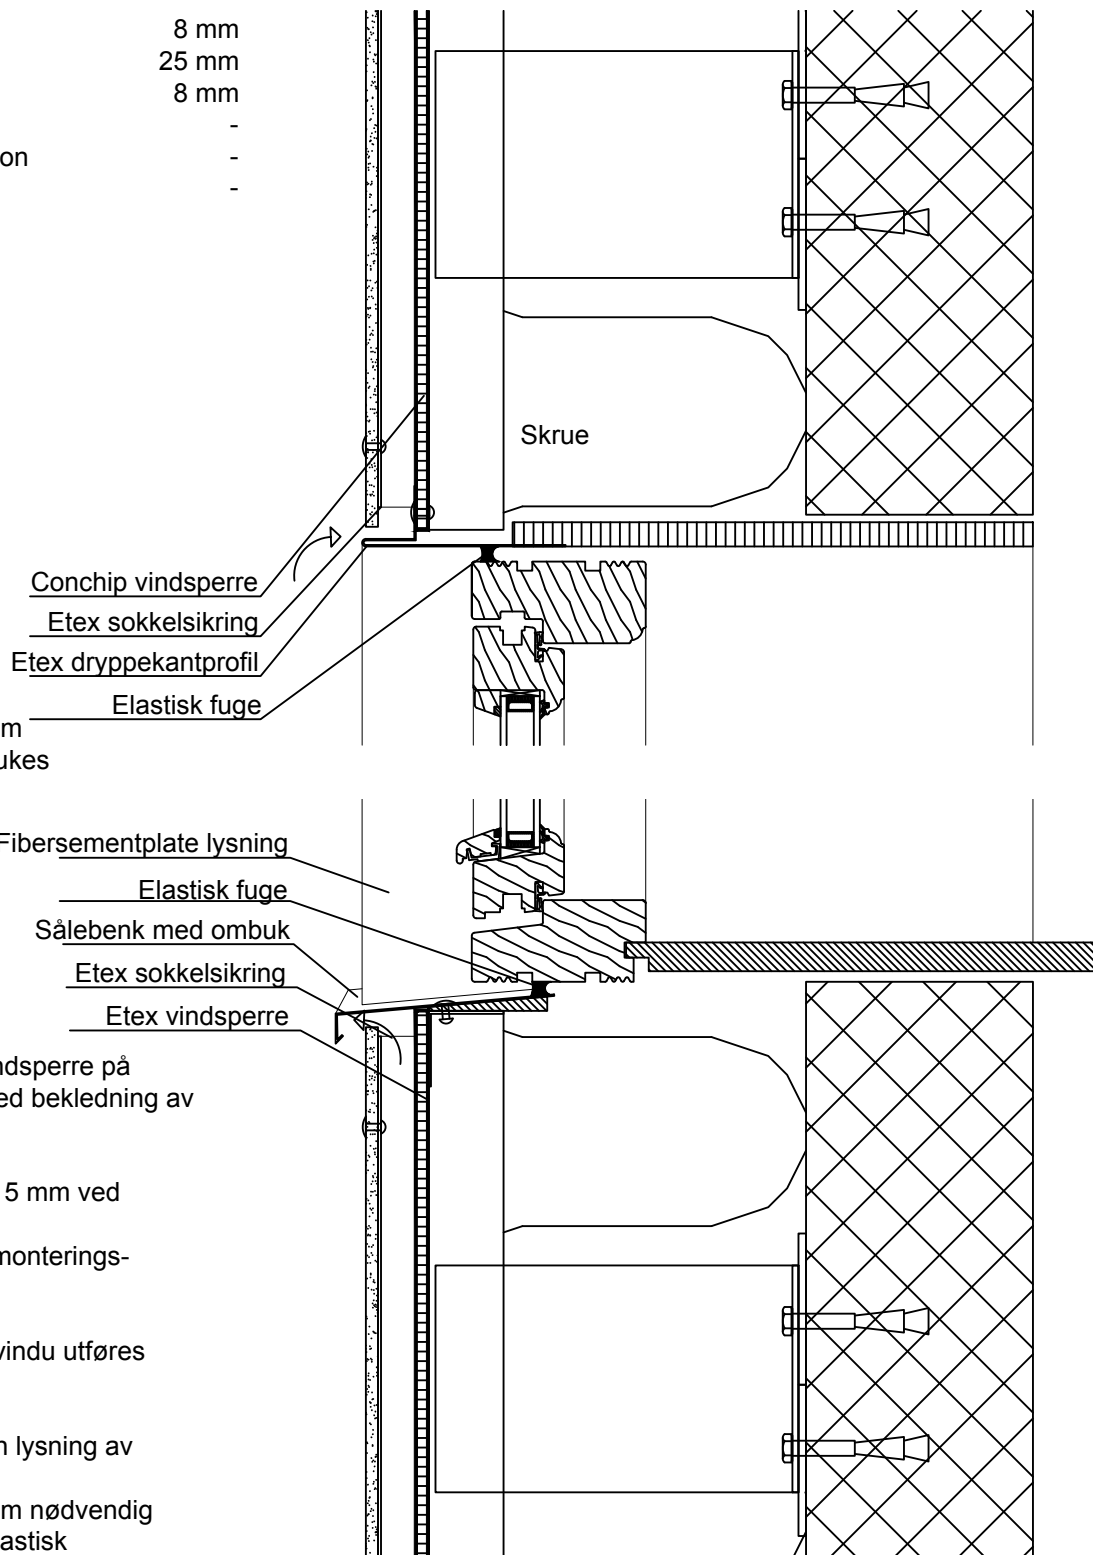 8 mm
25 mm
8 mm
-
on -
-
Skrue
Conchip vindsperre
Etex sokkelsikring
Etex dryppekantprofil
Elastisk fuge
m
ukes
Fibersementplate lysning
Elastisk fuge
Sålebenk med ombuk
Etex sokkelsikring
Etex vindsperre
ndsperre på
ed bekledning av
5 mm ved
monterings-
vindu utføres
n lysning av
m nødvendig
astisk